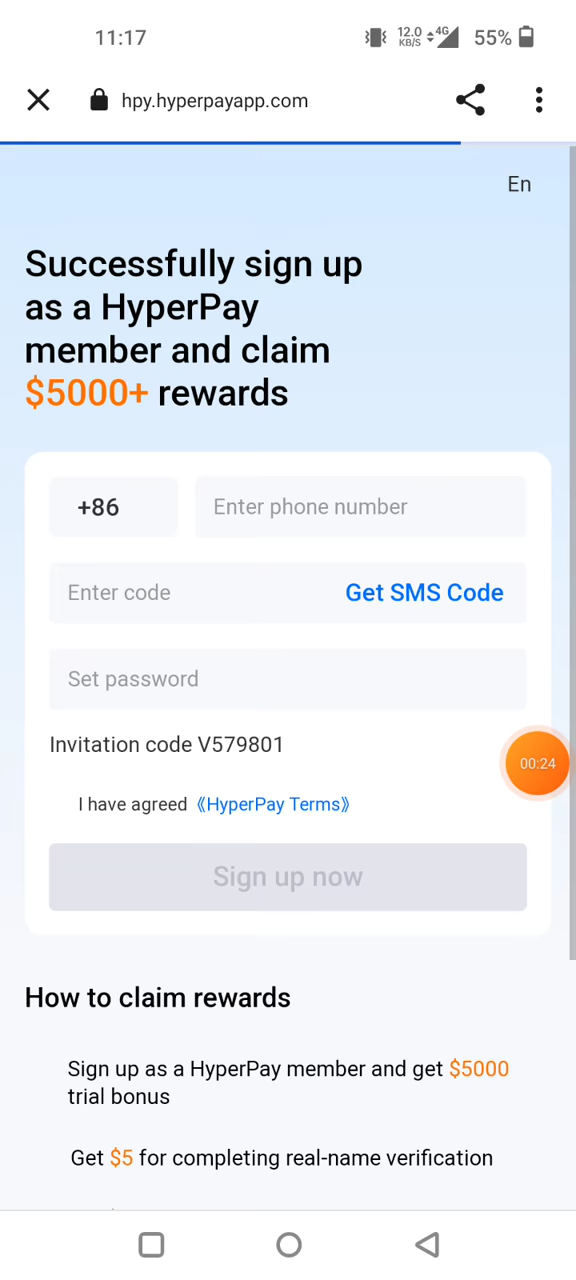 11:17
12.0 KB/S
4G
55%
hpy.hyperpayapp.com
En
Successfully sign up
as a HyperPay
member and claim
$5000+ rewards
+86 Enter phone number
Enter code Get SMS Code
Set password
Invitation code V579801
00:24
I have agreed 《HyperPay Terms》
Sign up now
How to claim rewards
Sign up as a HyperPay member and get $5000
trial bonus
Get $5 for completing real-name verification